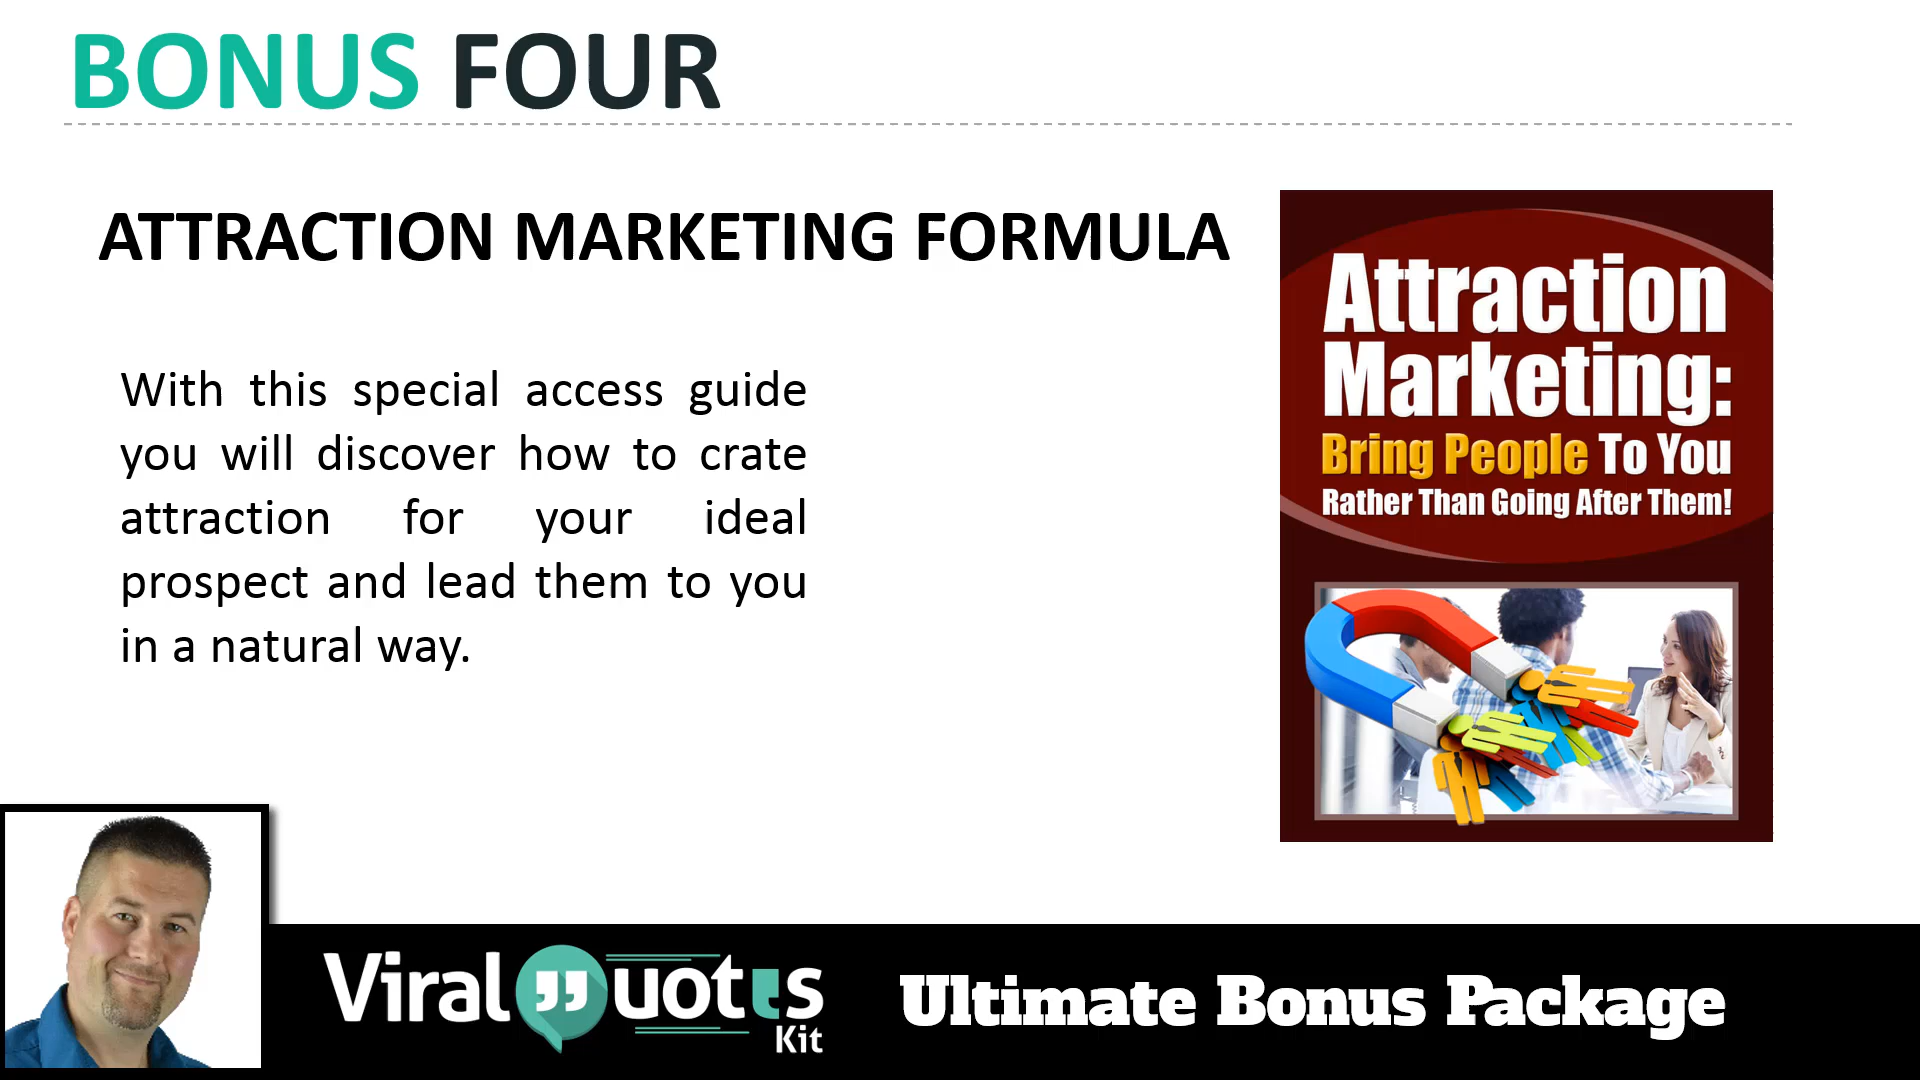 BONUS FOUR
ATTRACTION MARKETING FORMULA
With this special access guide
you will discover how to crate
attraction for your ideal
prospect and lead them to you
in a natural way.
Attraction
Marketing:
Bring People To You
Rather Than Going After Them!
Viral Quotes
Kit
Ultimate Bonus Package